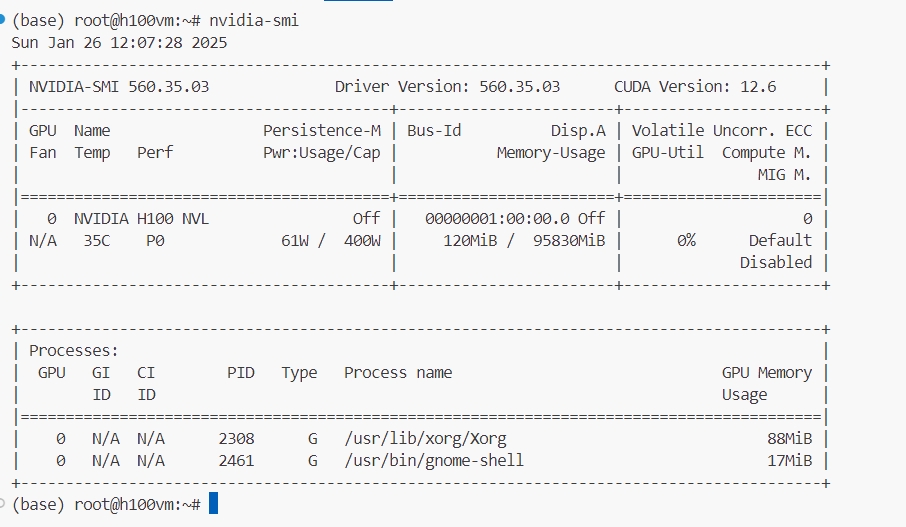 (base) root@h100vm:~# nvidia-smi
Sun Jan 26 12:07:28 2025
+-----------------------------------------------------------------------------------------+
| NVIDIA-SMI 560.35.03              Driver Version: 560.35.03      CUDA Version: 12.6     |
|-----------------------------------------+------------------------+----------------------+
| GPU  Name                 Persistence-M | Bus-Id          Disp.A | Volatile Uncorr. ECC |
| Fan  Temp   Perf          Pwr:Usage/Cap |           Memory-Usage | GPU-Util  Compute M. |
|                                         |                        |               MIG M. |
|=========================================+========================+======================|
|   0  NVIDIA H100 NVL                Off |   00000001:00:00.0 Off |                    0 |
| N/A   35C    P0             61W /  400W |     120MiB /  95830MiB |      0%      Default |
|                                         |                        |             Disabled |
+-----------------------------------------+------------------------+----------------------+

+-----------------------------------------------------------------------------------------+
| Processes:                                                                              |
|  GPU   GI   CI        PID   Type   Process name                              GPU Memory |
|        ID   ID                                                               Usage      |
|=========================================================================================|
|    0   N/A  N/A      2308      G   /usr/lib/xorg/Xorg                             88MiB |
|    0   N/A  N/A      2461      G   /usr/bin/gnome-shell                           17MiB |
+-----------------------------------------------------------------------------------------+
(base) root@h100vm:~#